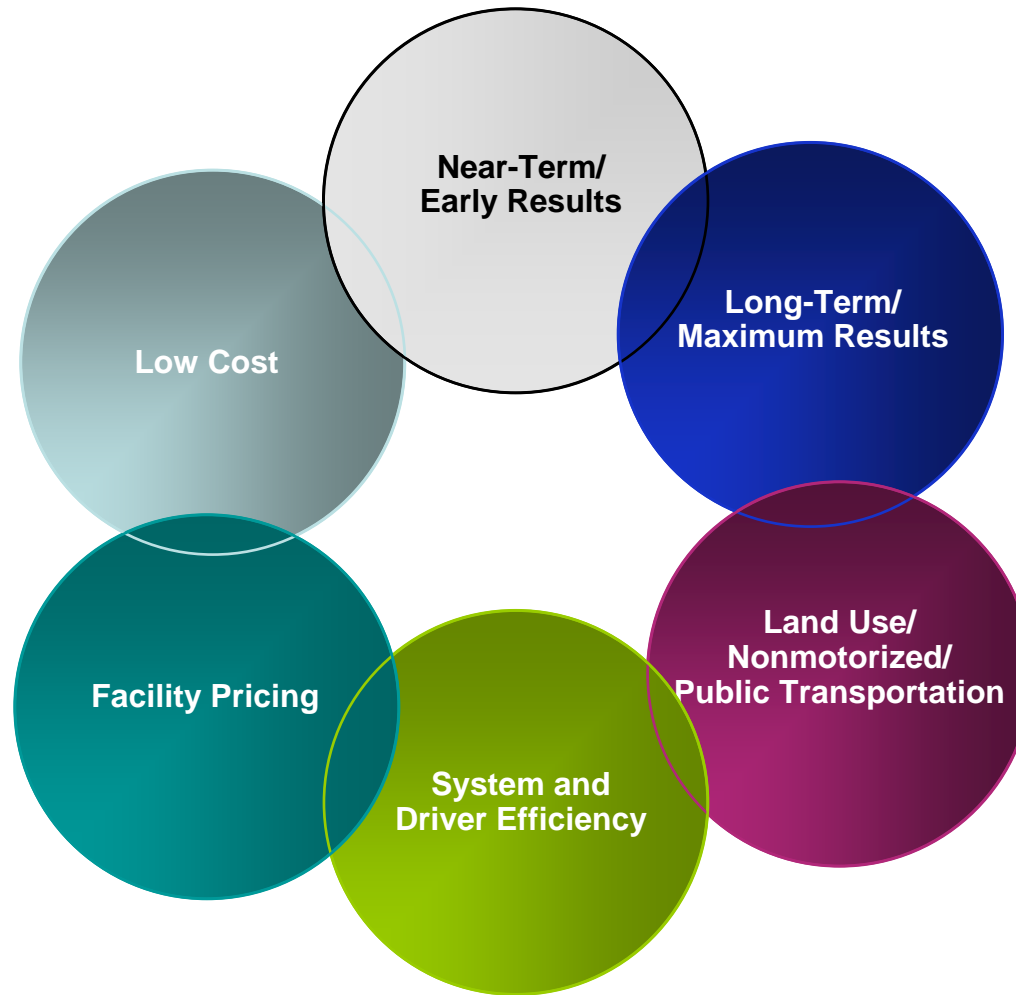 Near-Term/
Early Results
Long-Term/
Maximum Results
Low Cost
Land Use/
Nonmotorized/
Public Transportation
Facility Pricing
System and
Driver Efficiency